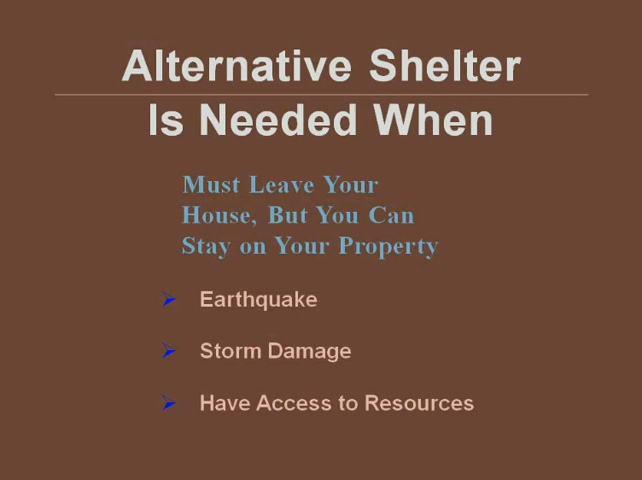 Alternative Shelter
Is Needed When
Must Leave Your
House, But You Can
Stay on Your Property
Earthquake
Storm Damage
Have Access to Resources